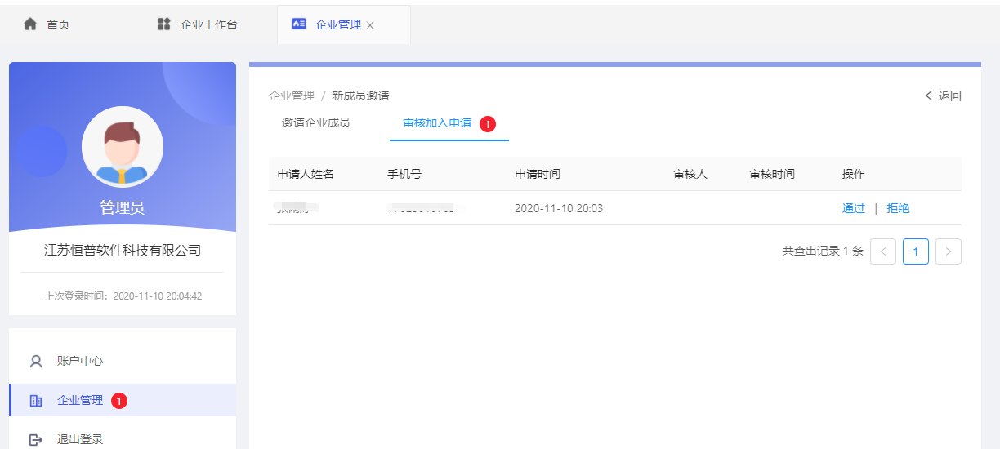 首页
企业工作台
企业管理
管理员
江苏恒普软件科技有限公司
上次登录时间：2020-11-10 20:04:42
账户中心
企业管理 1
退出登录
企业管理 / 新成员邀请
< 返回
邀请企业成员
审核加入申请 1
申请人姓名 手机号 申请时间 审核人 审核时间 操作
2020-11-10 20:03 通过 | 拒绝
共查出记录 1 条 < 1 >